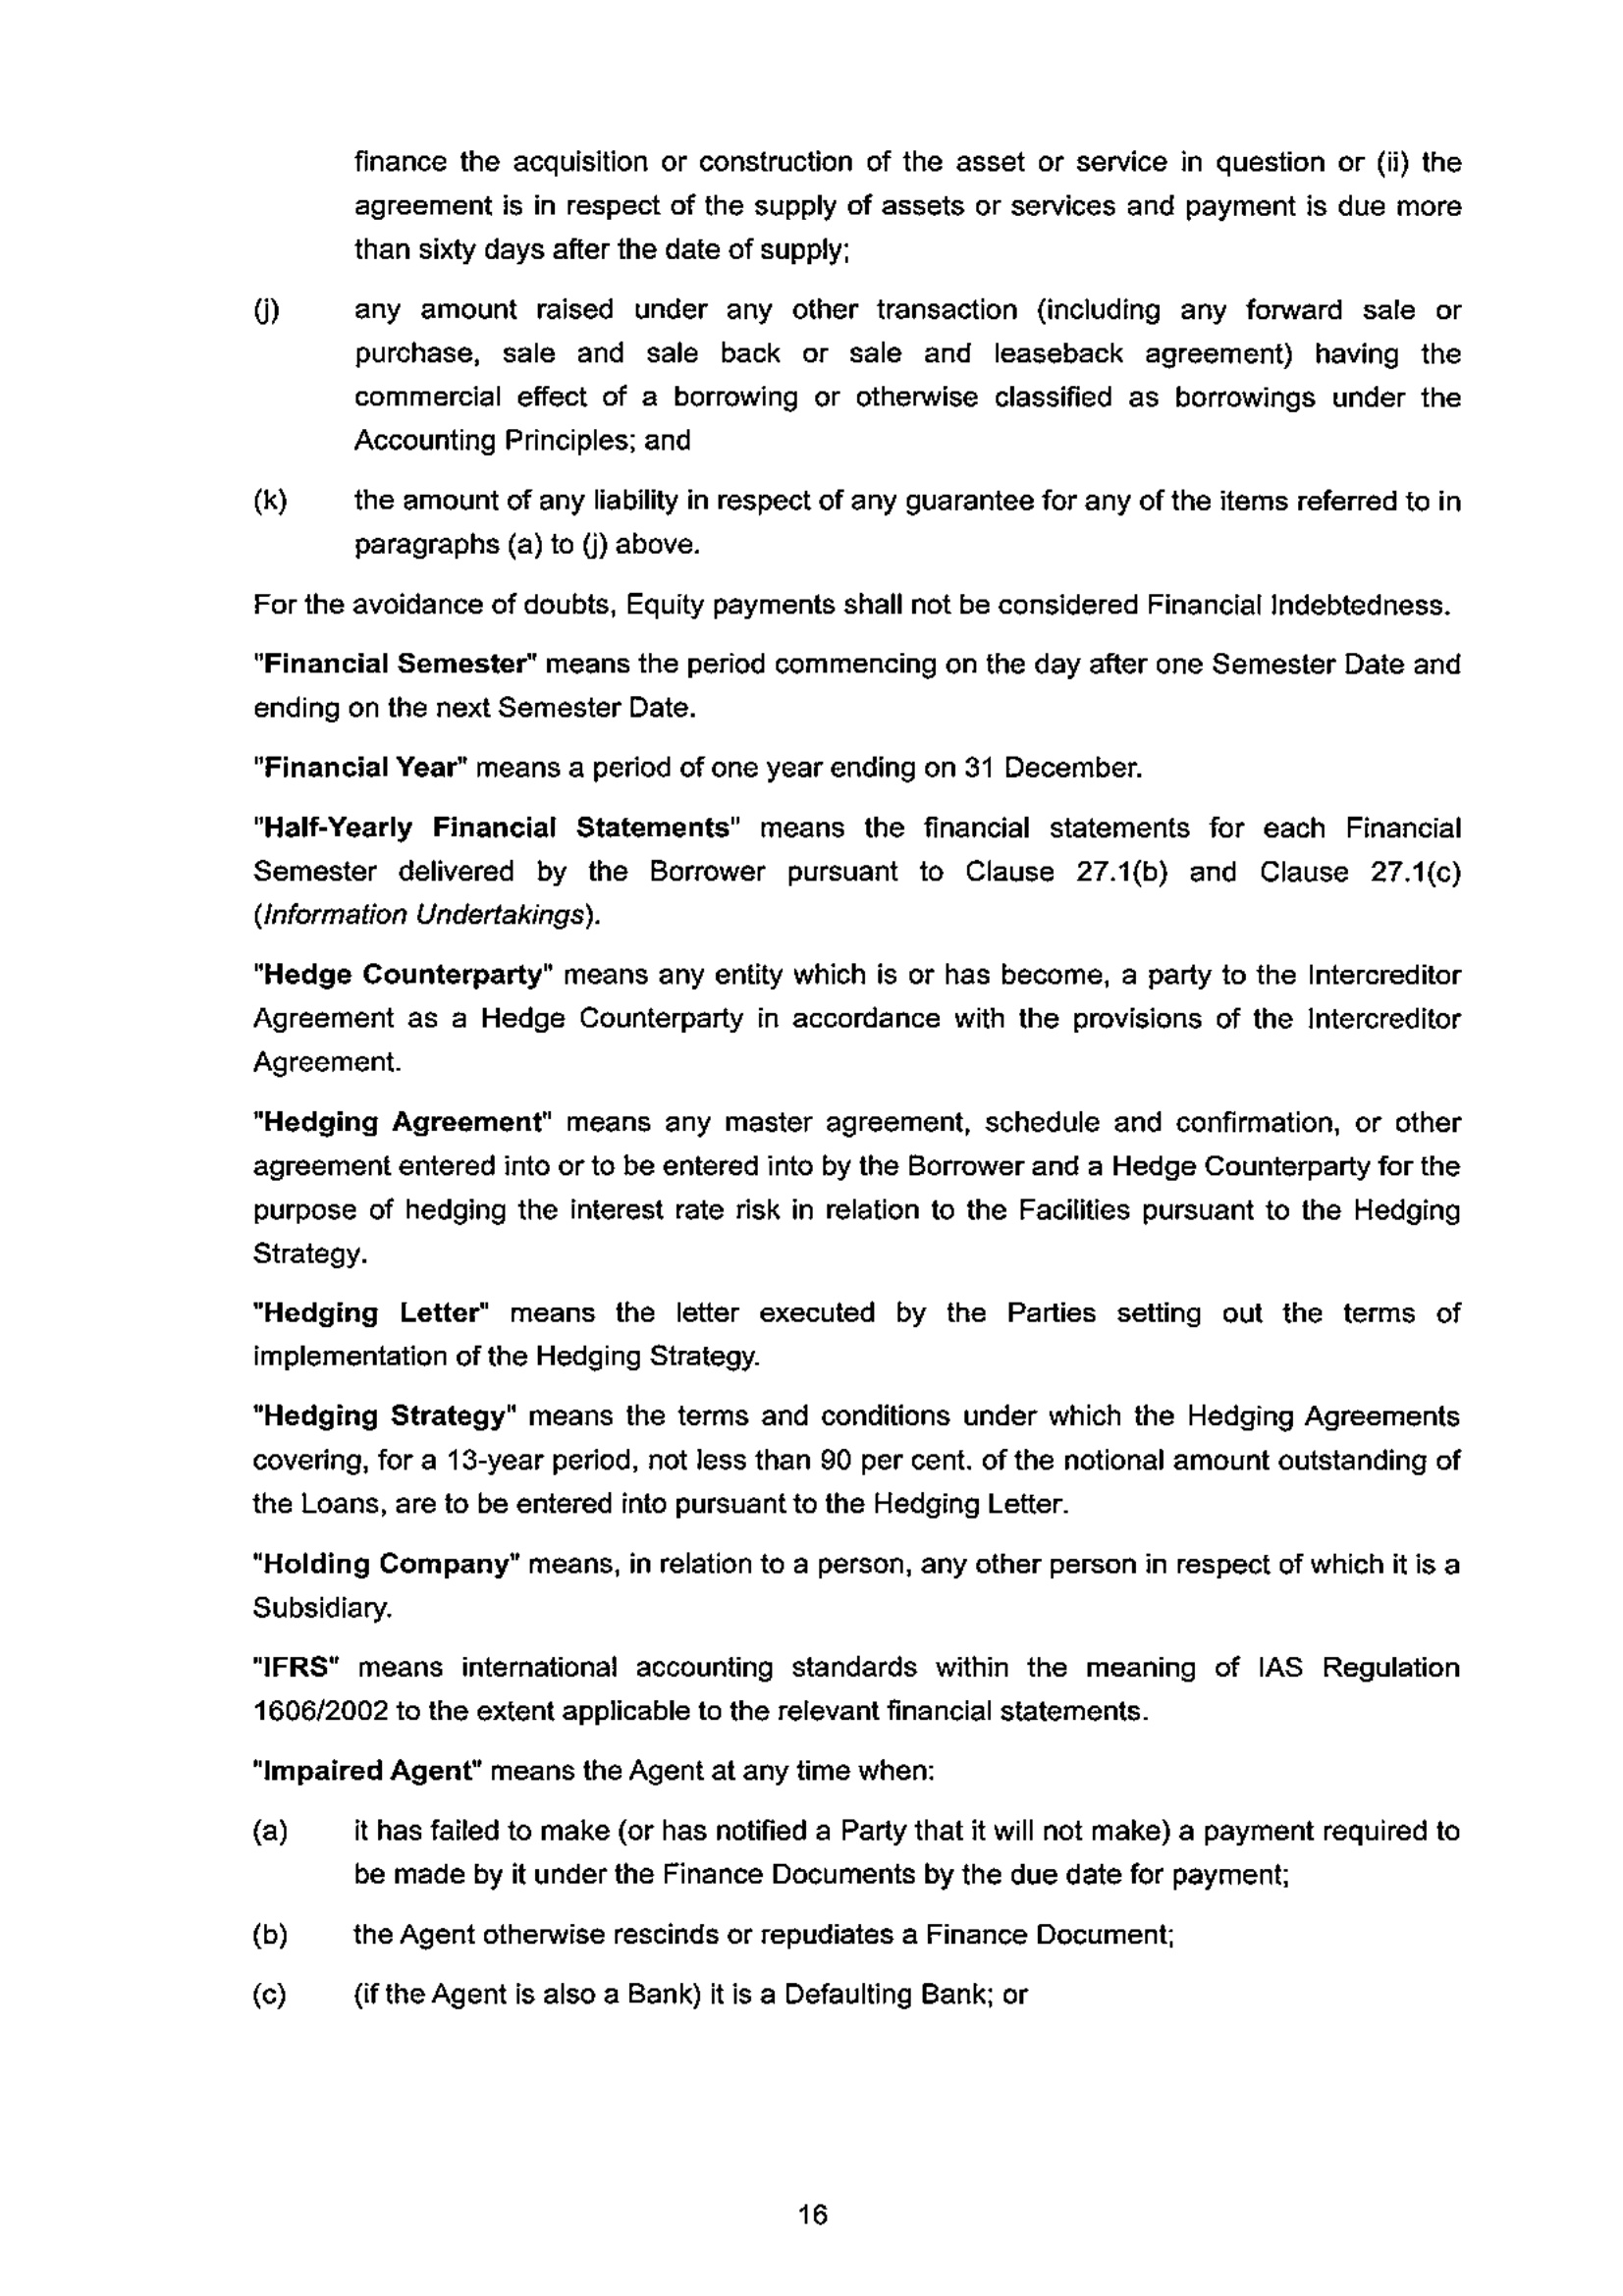 finance the acquisition or construction of the asset or service in question or (ii) the
agreement is in respect of the supply of assets or services and payment is due more
than sixty days after the date of supply;
(j) any amount raised under any other transaction (including any forward sale or
purchase, sale and sale back or sale and leaseback agreement) having the
commercial effect of a borrowing or otherwise classified as borrowings under the
Accounting Principles; and
(k) the amount of any liability in respect of any guarantee for any of the items referred to in
paragraphs (a) to (j) above.
For the avoidance of doubts, Equity payments shall not be considered Financial Indebtedness.
"Financial Semester" means the period commencing on the day after one Semester Date and
ending on the next Semester Date.
"Financial Year" means a period of one year ending on 31 December.
"Half-Yearly Financial Statements" means the financial statements for each Financial
Semester delivered by the Borrower pursuant to Clause 27.1(b) and Clause 27.1(c)
(Information Undertakings).
"Hedge Counterparty" means any entity which is or has become, a party to the Intercreditor
Agreement as a Hedge Counterparty in accordance with the provisions of the Intercreditor
Agreement.
"Hedging Agreement" means any master agreement, schedule and confirmation, or other
agreement entered into or to be entered into by the Borrower and a Hedge Counterparty for the
purpose of hedging the interest rate risk in relation to the Facilities pursuant to the Hedging
Strategy.
"Hedging Letter" means the letter executed by the Parties setting out the terms of
implementation of the Hedging Strategy.
"Hedging Strategy" means the terms and conditions under which the Hedging Agreements
covering, for a 13-year period, not less than 90 per cent. of the notional amount outstanding of
the Loans, are to be entered into pursuant to the Hedging Letter.
"Holding Company" means, in relation to a person, any other person in respect of which it is a
Subsidiary.
"IFRS" means international accounting standards within the meaning of IAS Regulation
1606/2002 to the extent applicable to the relevant financial statements.
"Impaired Agent" means the Agent at any time when:
(a) it has failed to make (or has notified a Party that it will not make) a payment required to
be made by it under the Finance Documents by the due date for payment;
(b) the Agent otherwise rescinds or repudiates a Finance Document;
(c) (if the Agent is also a Bank) it is a Defaulting Bank; or
16